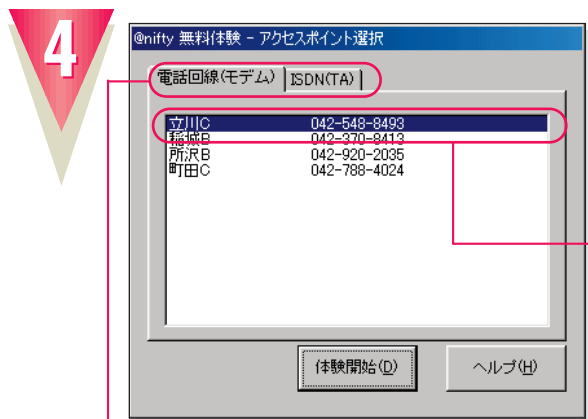 4
@nifty 無料体験 - アクセスポイント選択
電話回線(モデム) ISDN(TA)
立川C 042-548-8493
稲城B 042-370-8413
所沢B 042-920-2035
町田C 042-788-4024
体験開始(D) ヘルプ(H)